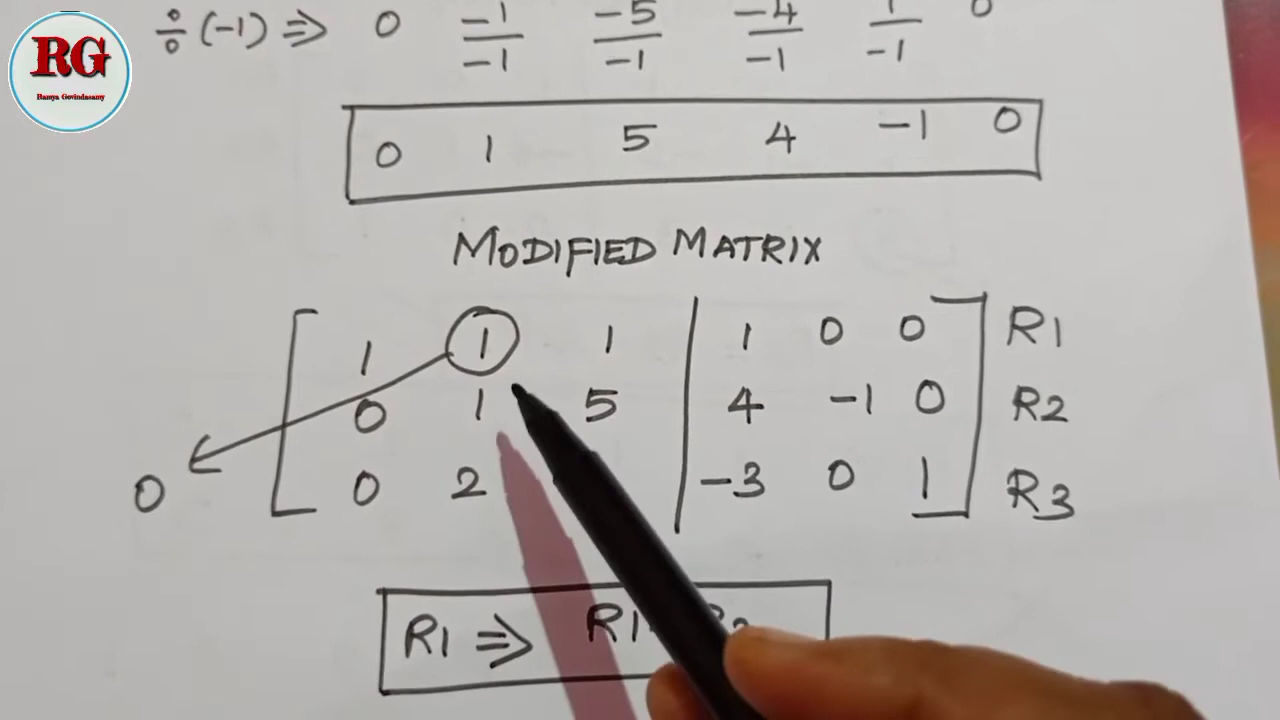 RG
Ramya Govindasamy
÷(-1) ⇒ 0 -1/-1 -5/-1 -4/-1 1/-1 0
0 1 5 4 -1 0
MODIFIED MATRIX
1 1 1 | 1 0 0 R1
0 1 5 | 4 -1 0 R2
0 0 2 | -3 0 1 R3
R1 ⇒ R1